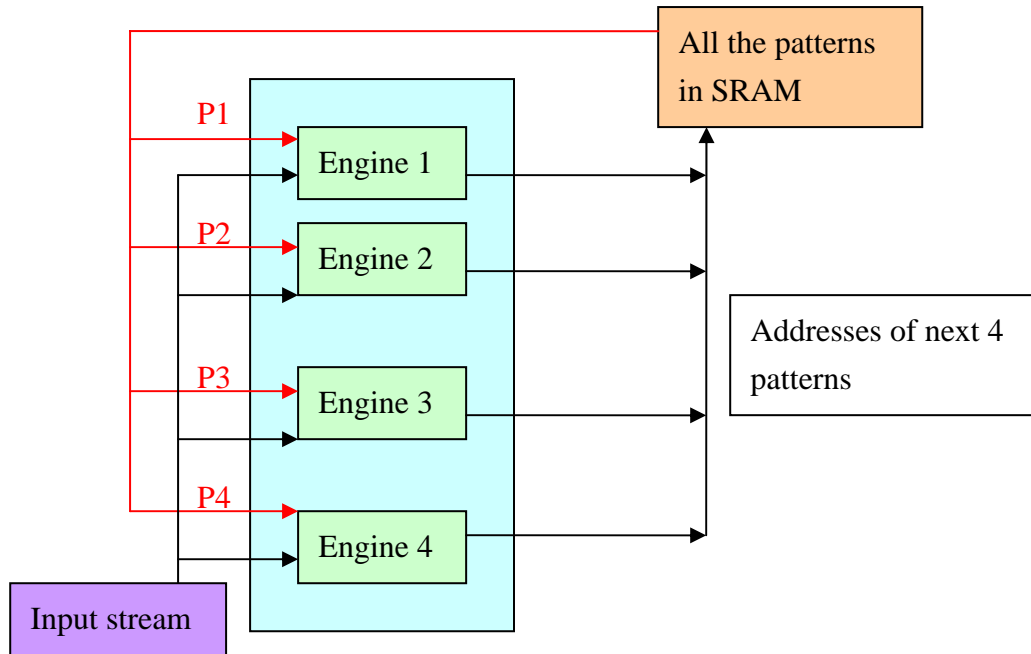 All the patterns
in SRAM
P1
Engine 1
P2
Engine 2
Addresses of next 4
patterns
P3
Engine 3
P4
Engine 4
Input stream